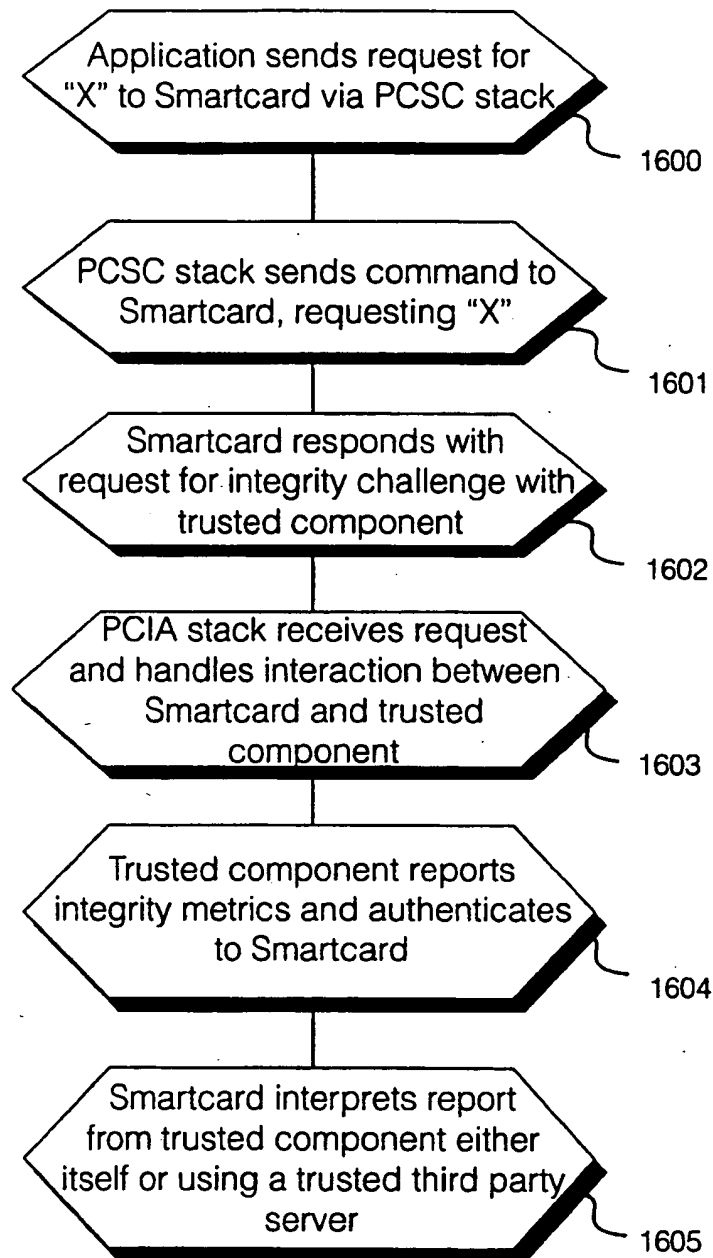 Application sends request for
“X” to Smartcard via PCSC stack
1600
PCSC stack sends command to
Smartcard, requesting “X”
1601
Smartcard responds with
request for integrity challenge with
trusted component
1602
PCIA stack receives request
and handles interaction between
Smartcard and trusted
component
1603
Trusted component reports
integrity metrics and authenticates
to Smartcard
1604
Smartcard interprets report
from trusted component either
itself or using a trusted third party
server
1605